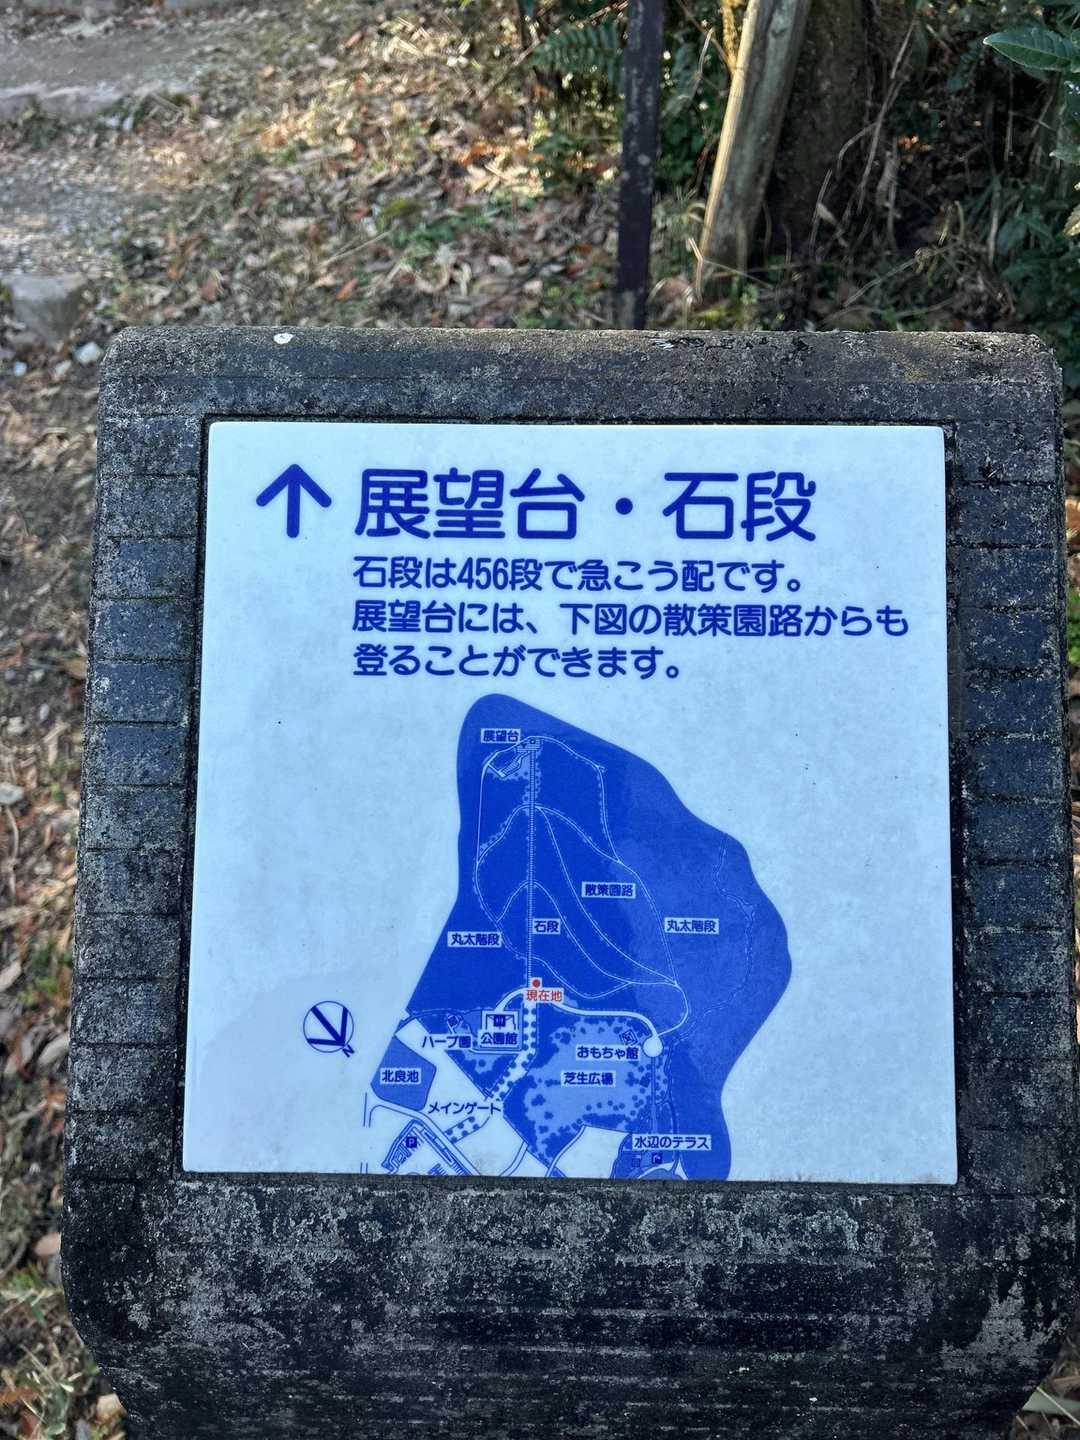 ↑ 展望台・石段
石段は456段で急こう配です。
展望台には、下図の散策園路からも
登ることができます。
展望台
散策園路
石段
丸太階段
丸太階段
現在地
公園館
ハーブ園
おもちゃ館
北良池
芝生広場
メインゲート
水辺のテラス
N
P